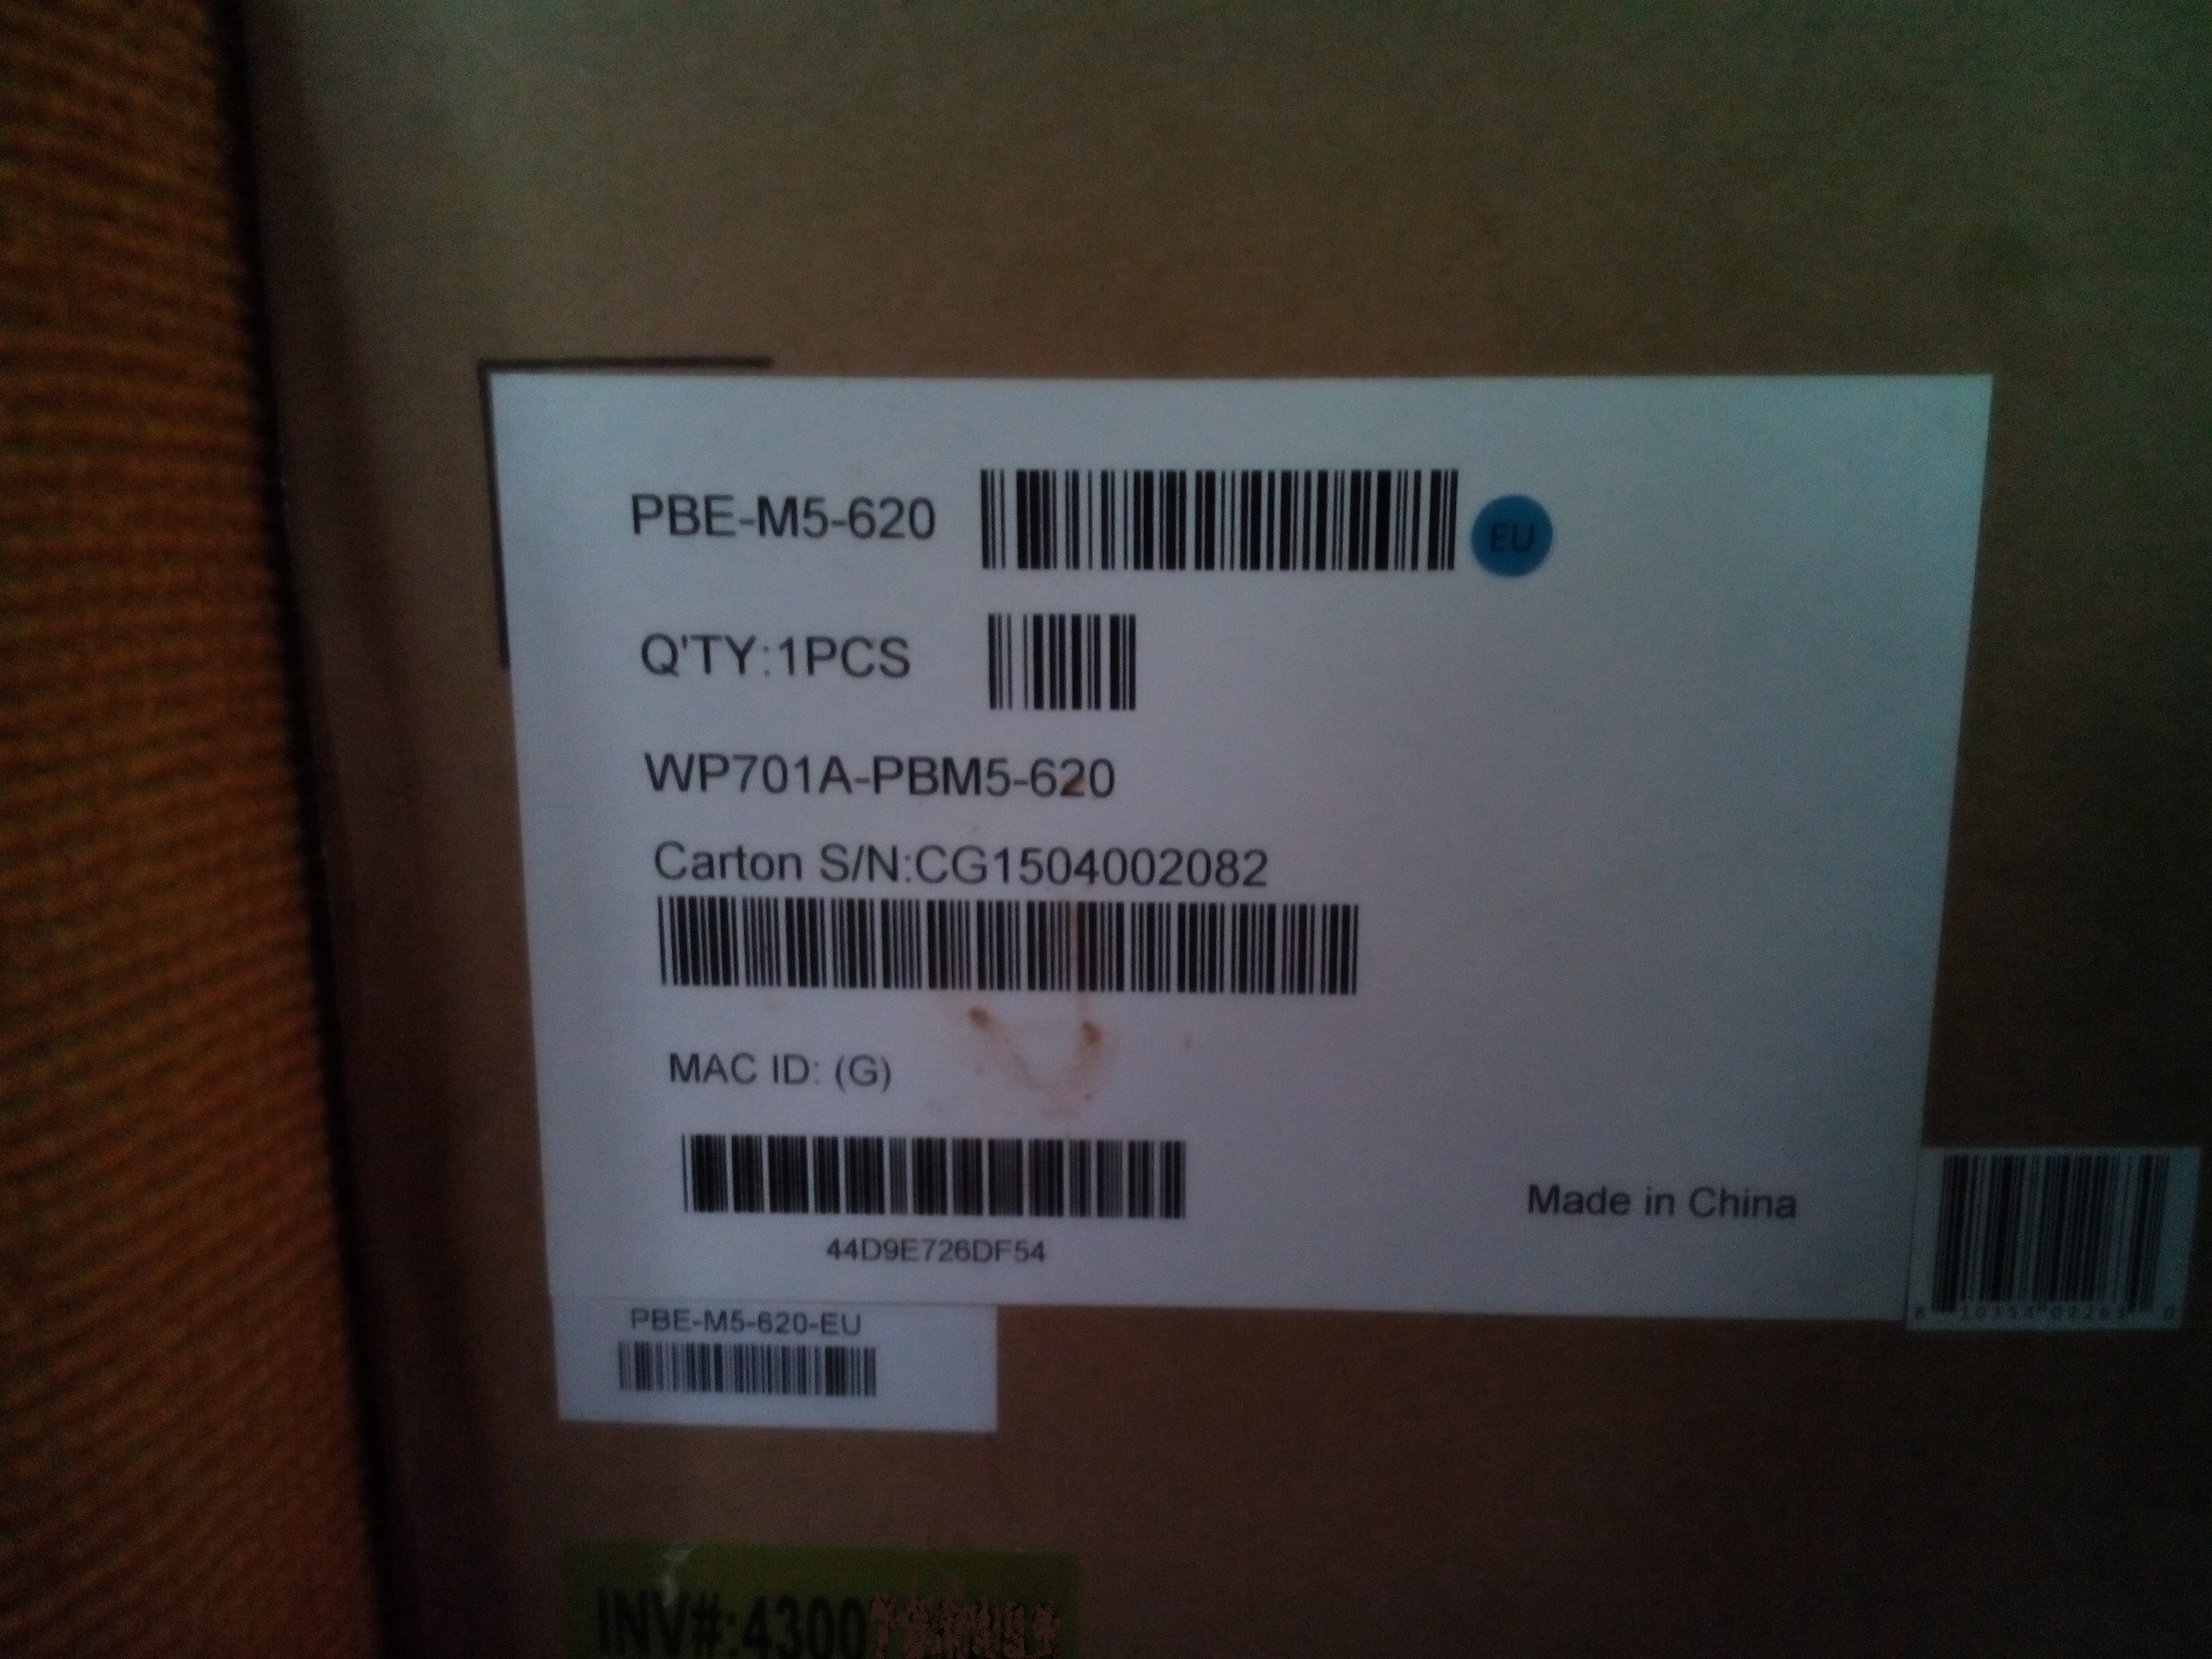 PBE-M5-620
EU
Q'TY:1PCS
WP701A-PBM5-620
Carton S/N:CG1504002082
MAC ID: (G)
44D9E726DF54
Made in China
PBE-M5-620-EU
INV#:4300